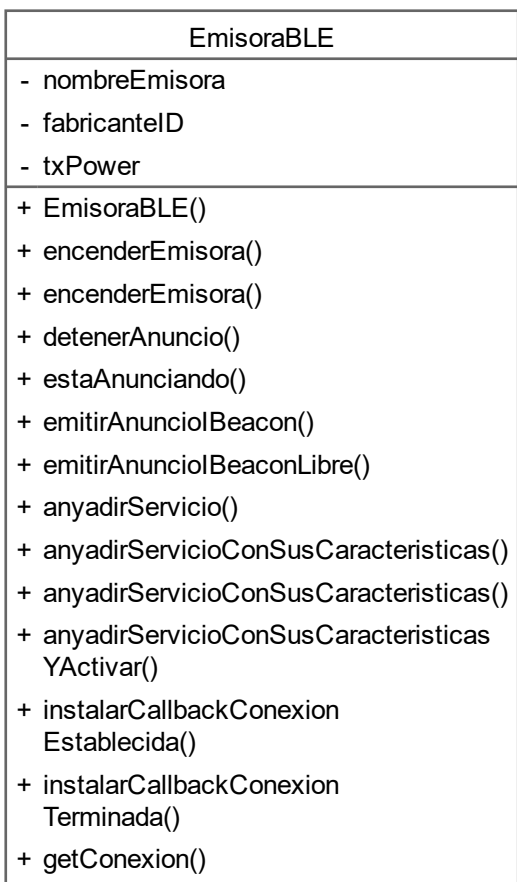 EmisoraBLE
- nombreEmisora
- fabricanteID
- txPower
+ EmisoraBLE()
+ encenderEmisora()
+ encenderEmisora()
+ detenerAnuncio()
+ estaAnunciando()
+ emitirAnuncioIBeacon()
+ emitirAnuncioIBeaconLibre()
+ anyadirServicio()
+ anyadirServicioConSusCaracteristicas()
+ anyadirServicioConSusCaracteristicas()
+ anyadirServicioConSusCaracteristicas
YActivar()
+ instalarCallbackConexion
Establecida()
+ instalarCallbackConexion
Terminada()
+ getConexion()